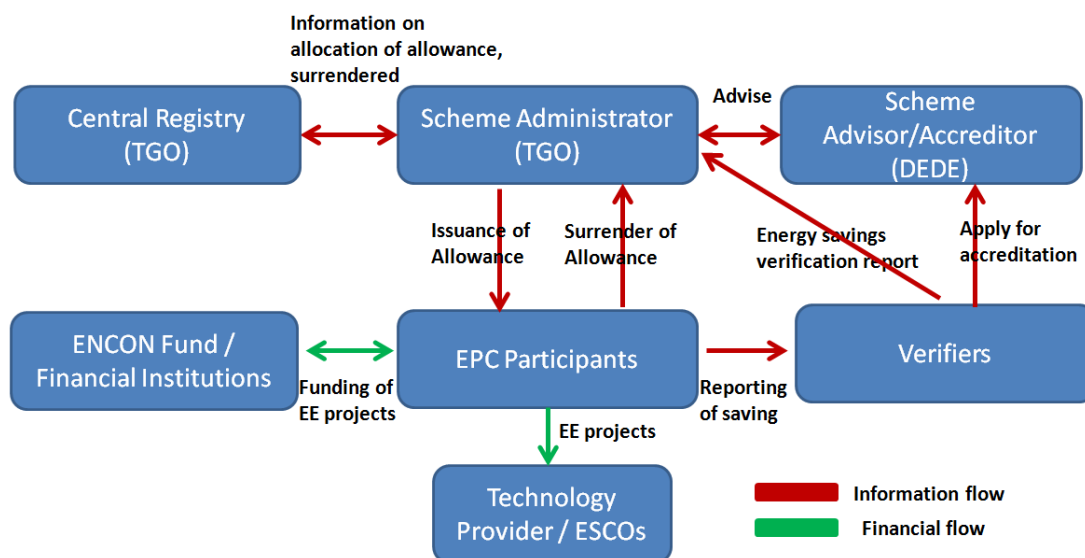 Information on
allocation of allowance,
surrendered
Central Registry
(TGO)
Scheme Administrator
(TGO)
Advise
Scheme
Advisor/Accreditor
(DEDE)
Issuance of
Allowance
Surrender of
Allowance
Energy savings
verification report
Apply for
accreditation
ENCON Fund /
Financial Institutions
Funding of
EE projects
EPC Participants
Reporting
of saving
Verifiers
EE projects
Technology
Provider / ESCOs
Information flow
Financial flow